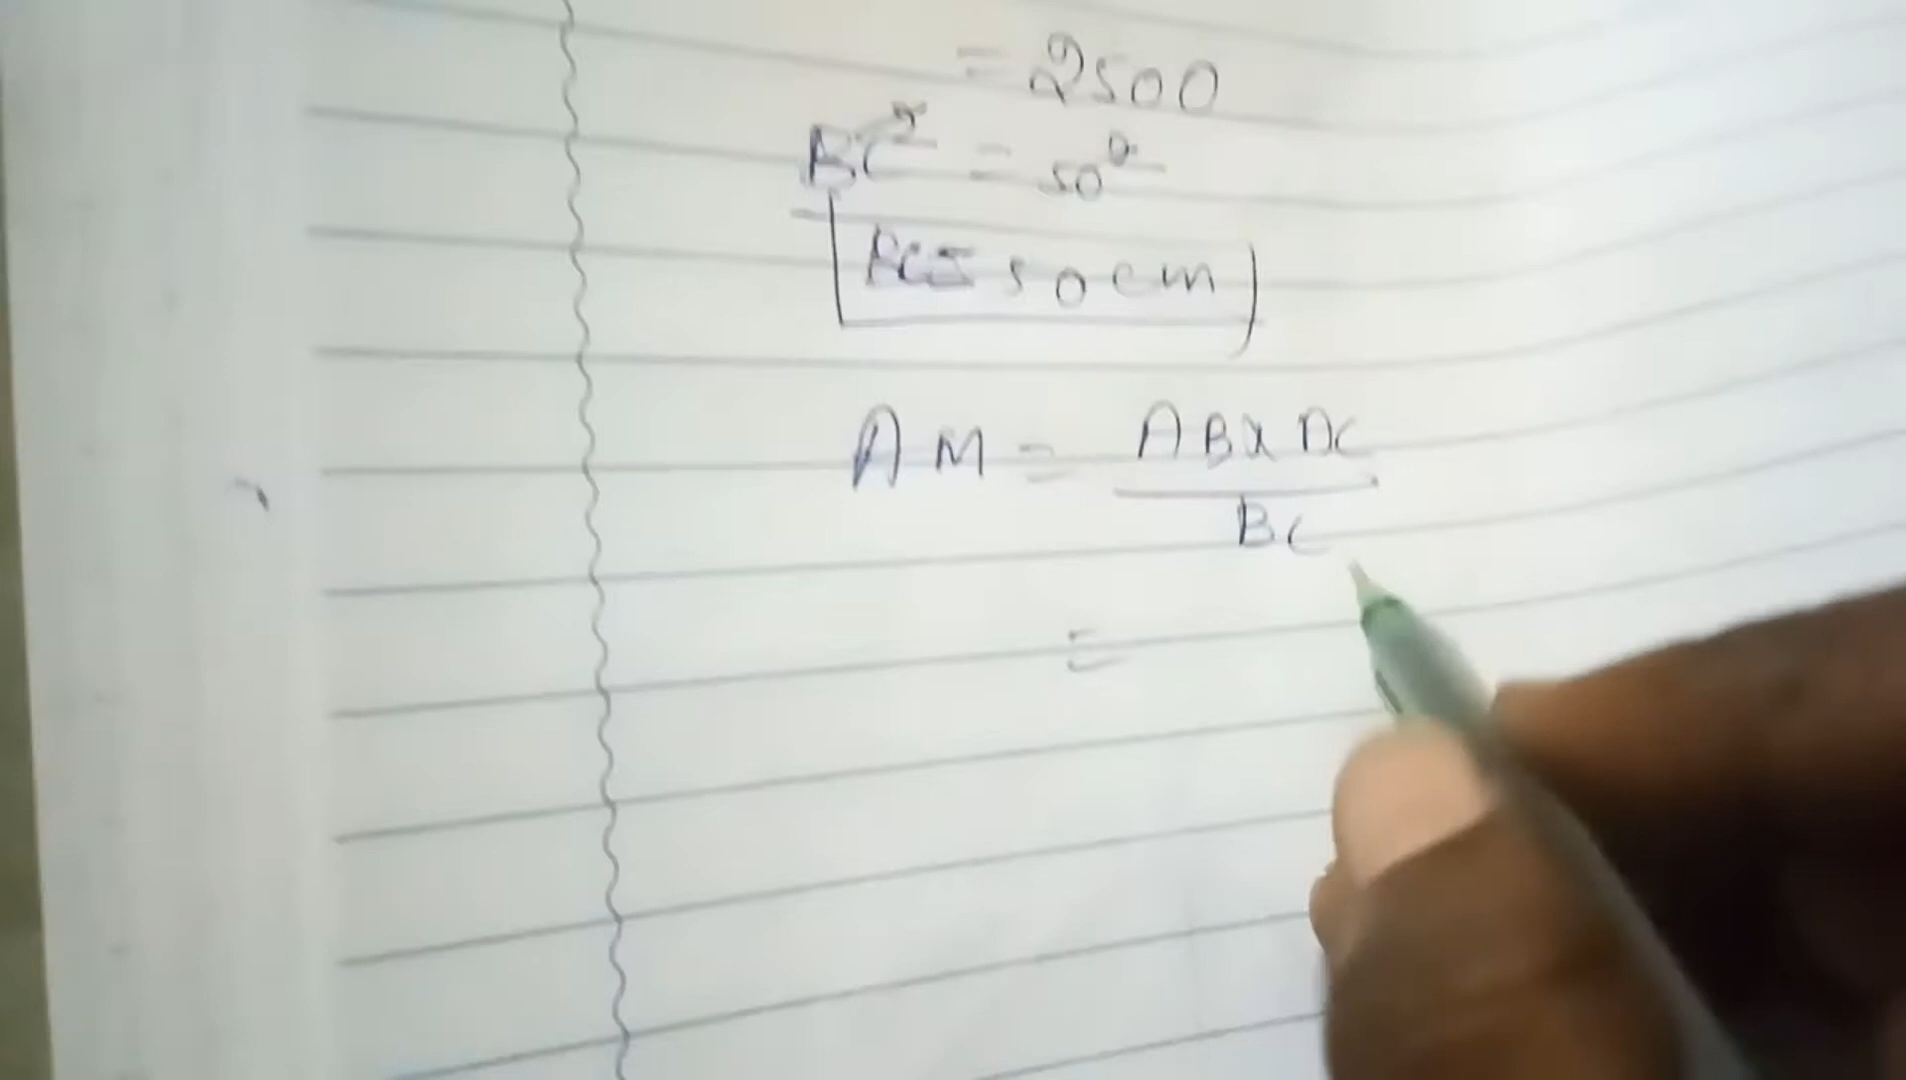 = 2500
BC² = 50²
BC = 50 cm
AM = AB x AC
BC
=